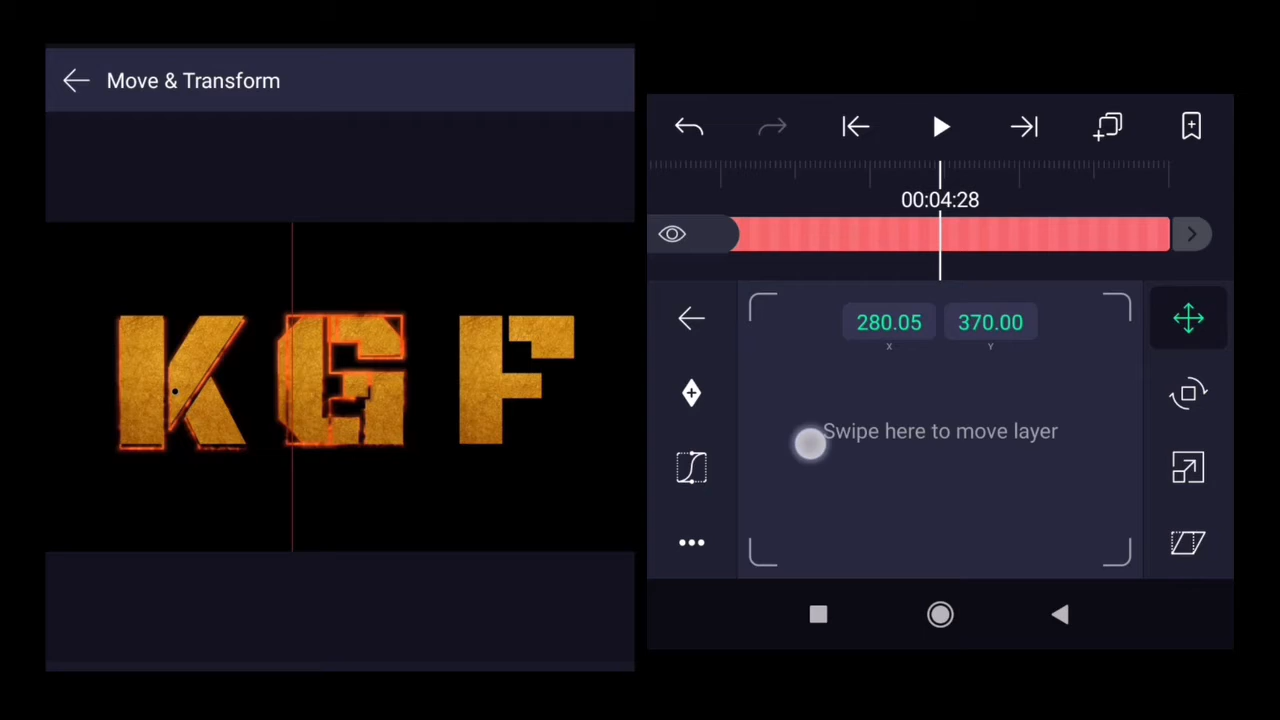 Move & Transform
KGF
00:04:28
280.05 370.00
X Y
Swipe here to move layer